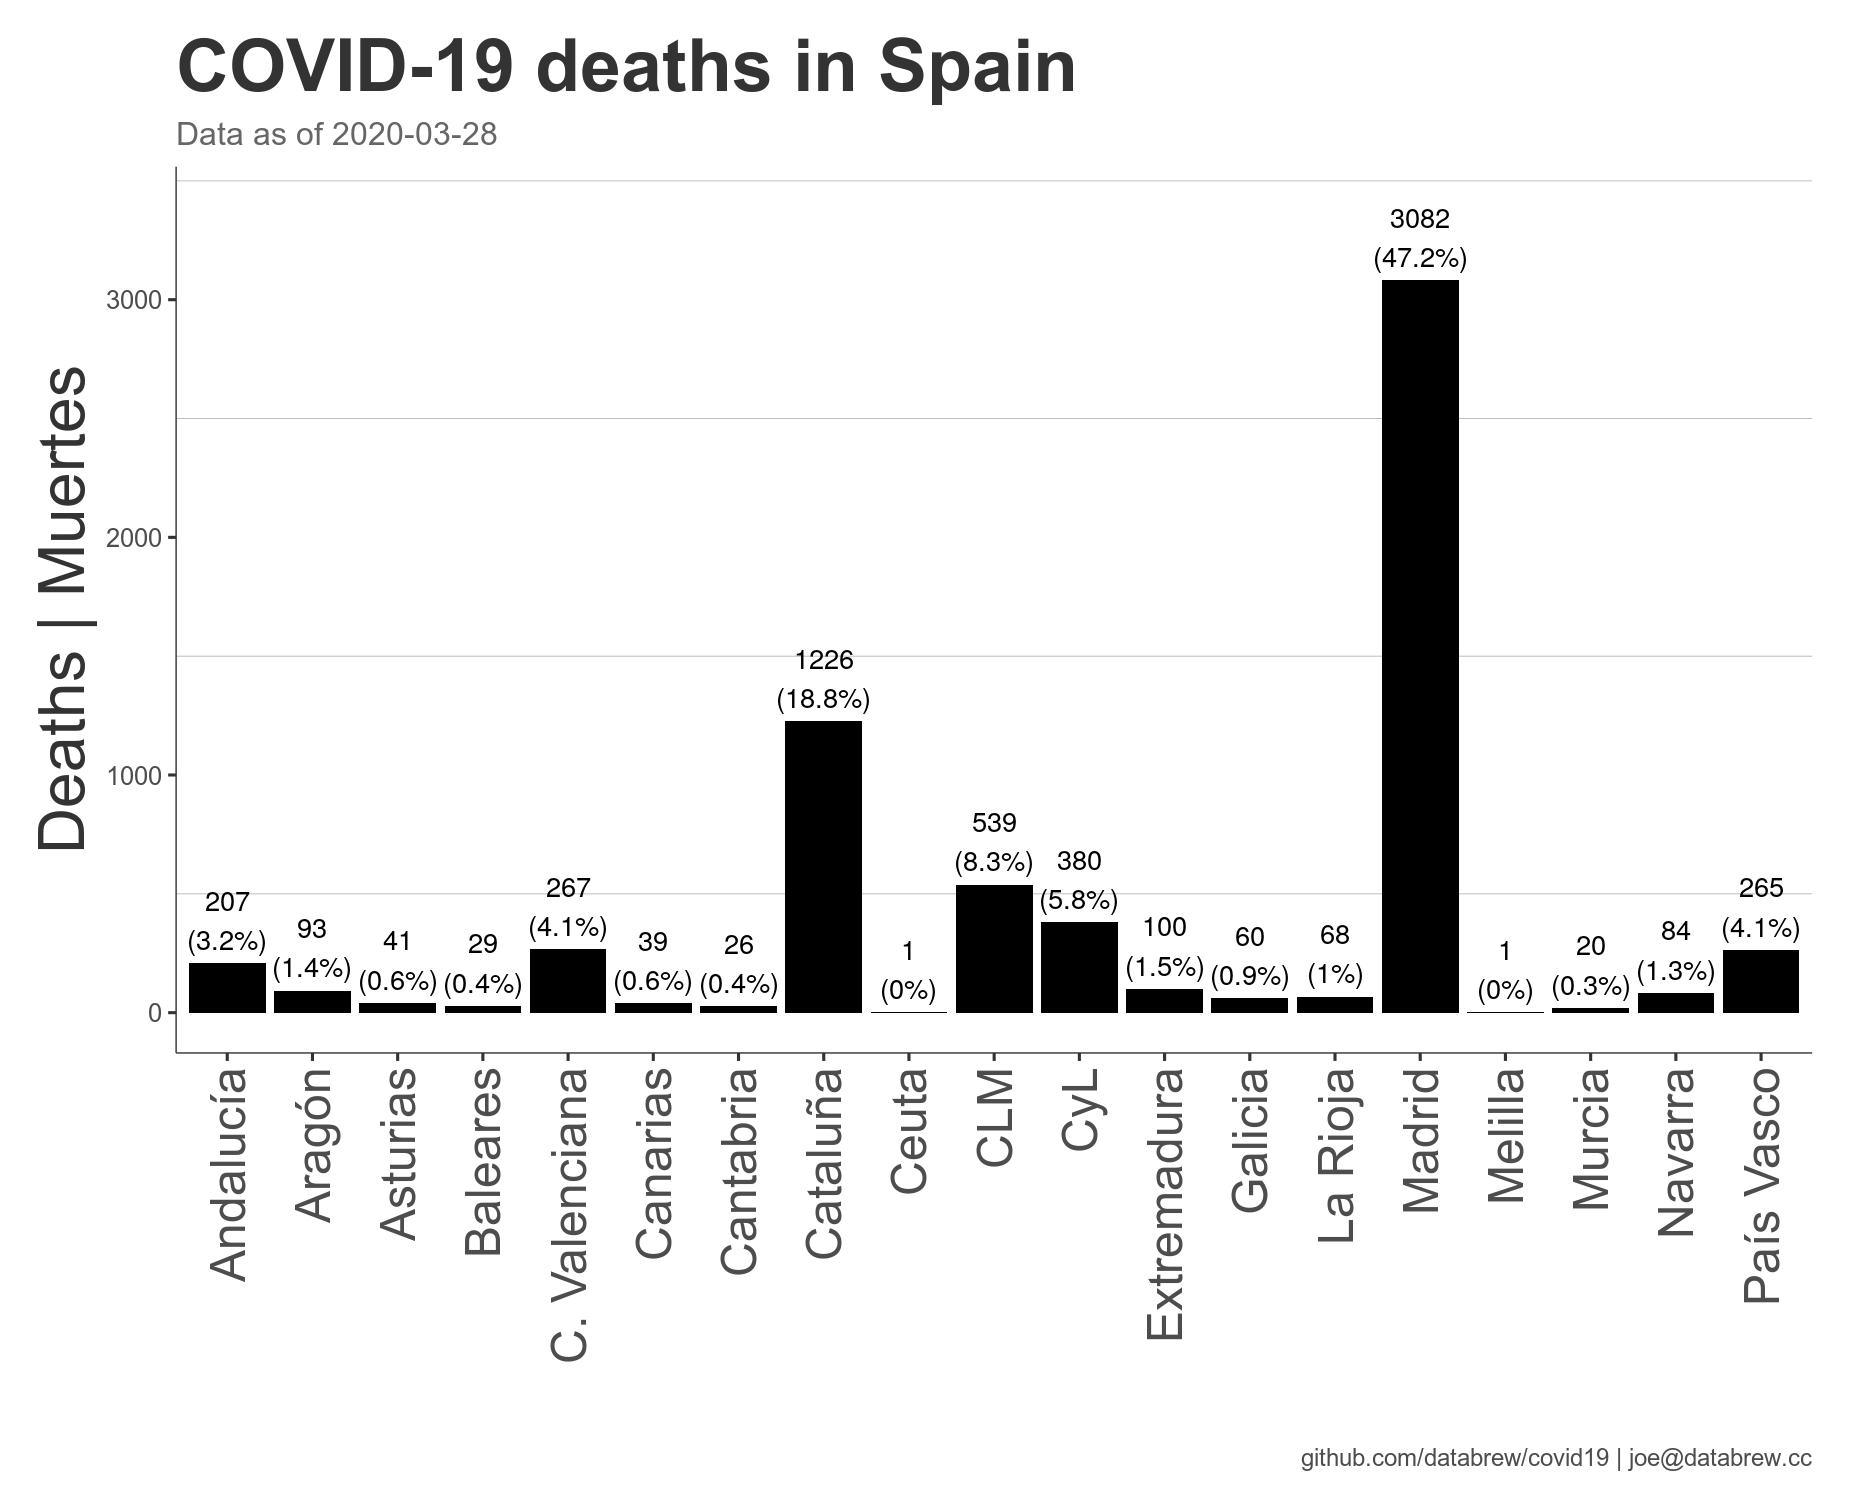 COVID-19 deaths in Spain
Data as of 2020-03-28
Deaths | Muertes
3000
2000
1000
0
207
(3.2%)
93
(1.4%)
41
(0.6%)
29
(0.4%)
267
(4.1%)
39
(0.6%)
26
(0.4%)
1226
(18.8%)
1
(0%)
539
(8.3%)
380
(5.8%)
100
(1.5%)
60
(0.9%)
68
(1%)
3082
(47.2%)
1
(0%)
20
(0.3%)
84
(1.3%)
265
(4.1%)
Andalucía
Aragón
Asturias
Baleares
C. Valenciana
Canarias
Cantabria
Cataluña
Ceuta
CLM
CyL
Extremadura
Galicia
La Rioja
Madrid
Melilla
Murcia
Navarra
País Vasco
github.com/databrew/covid19 | joe@databrew.cc